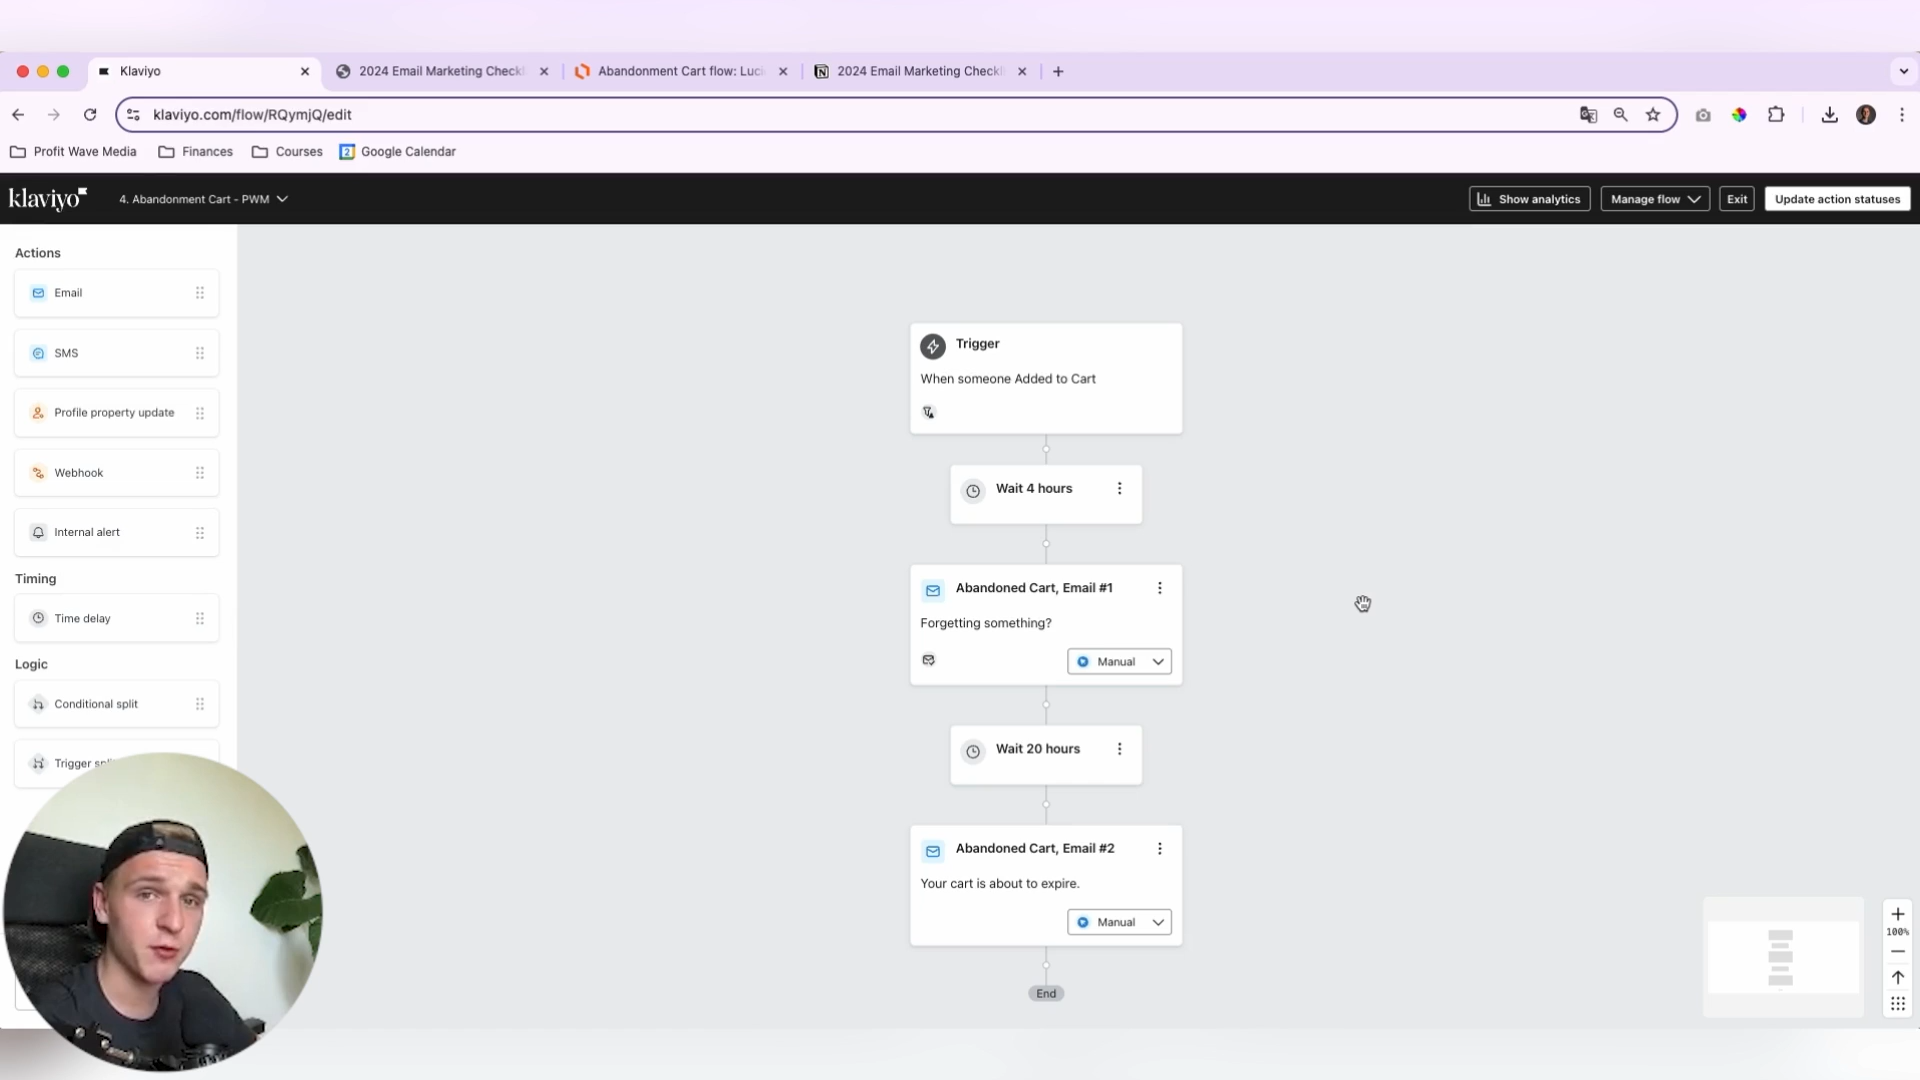 Klaviyo
2024 Email Marketing Checkl
Abandonment Cart flow: Luci
2024 Email Marketing Checkl
klaviyo.com/flow/RQymjQ/edit
Profit Wave Media
Finances
Courses
2
Google Calendar
klaviyo
4. Abandonment Cart - PWM
Show analytics
Manage flow
Exit
Update action statuses
Actions
Email
SMS
Profile property update
Webhook
Internal alert
Timing
Time delay
Logic
Conditional split
Trigger spl
Trigger
When someone Added to Cart
Wait 4 hours
Abandoned Cart, Email #1
Forgetting something?
Manual
Wait 20 hours
Abandoned Cart, Email #2
Your cart is about to expire.
Manual
End
100%